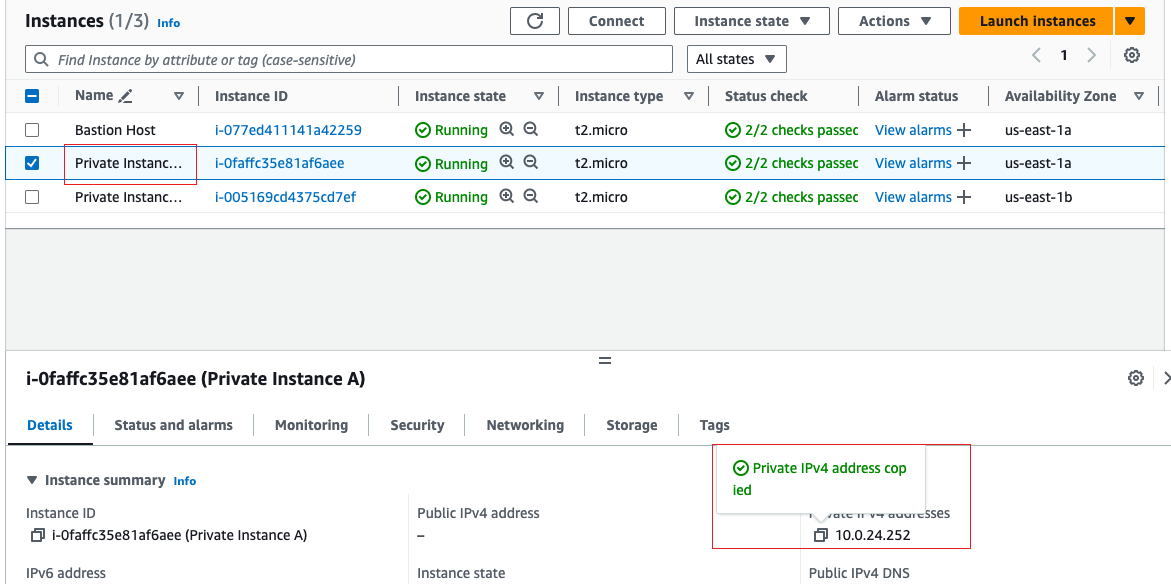 Instances (1/3) Info
Connect
Instance state
Actions
Launch instances
Find Instance by attribute or tag (case-sensitive)
All states
1
Name Instance ID Instance state Instance type Status check Alarm status Availability Zone
Bastion Host i-077ed411141a42259 Running t2.micro 2/2 checks passed View alarms us-east-1a
Private Instanc... i-0faffc35e81af6aee Running t2.micro 2/2 checks passed View alarms us-east-1a
Private Instanc... i-005169cd4375cd7ef Running t2.micro 2/2 checks passed View alarms us-east-1b
i-0faffc35e81af6aee (Private Instance A)
Details Status and alarms Monitoring Security Networking Storage Tags
Private IPv4 address cop
ied
Instance summary Info
Instance ID Public IPv4 address Private IPv4 addresses
i-0faffc35e81af6aee (Private Instance A) – 10.0.24.252
IPv6 address Instance state Public IPv4 DNS